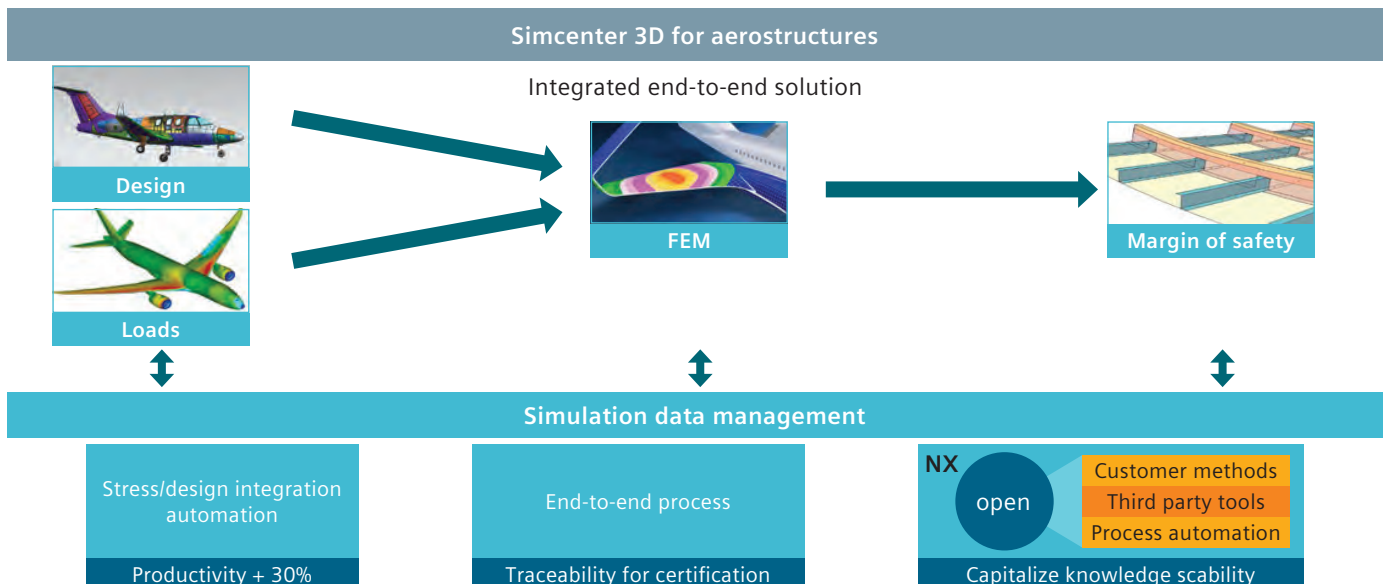 Simcenter 3D for aerostructures
Integrated end-to-end solution
Design
Loads
FEM
Margin of safety
Simulation data management
Stress/design integration
automation
Productivity + 30%
End-to-end process
Traceability for certification
NX
open
Customer methods
Third party tools
Process automation
Capitalize knowledge scability